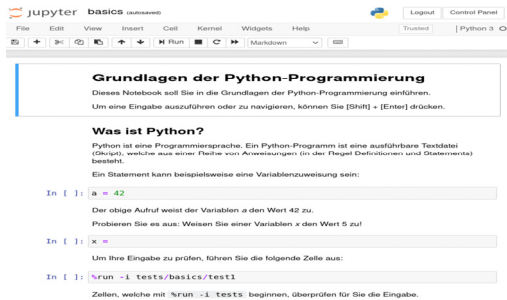 jupyter basics (autosaved) Logout Control Panel
File Edit View Insert Cell Kernel Widgets Help Trusted Python 3 O
Run Markdown
Grundlagen der Python-Programmierung
Dieses Notebook soll Sie in die Grundlagen der Python-Programmierung einführen.
Um eine Eingabe auszuführen oder zu navigieren, können Sie [Shift] + [Enter] drücken.
Was ist Python?
Python ist eine Programmiersprache. Ein Python-Programm ist eine ausführbare Textdatei
(Skript), welche aus einer Reihe von Anweisungen (in der Regel Definitionen und Statements)
besteht.
Ein Statement kann beispielsweise eine Variablenzuweisung sein:
In [ ]: a = 42
Der obige Aufruf weist der Variablen a den Wert 42 zu.
Probieren Sie es aus: Weisen Sie einer Variablen x den Wert 5 zu!
In [ ]: x =
Um Ihre Eingabe zu prüfen, führen Sie die folgende Zelle aus:
In [ ]: %run -i tests/basics/test1
Zellen, welche mit %run -i tests beginnen, überprüfen für Sie die Eingabe.